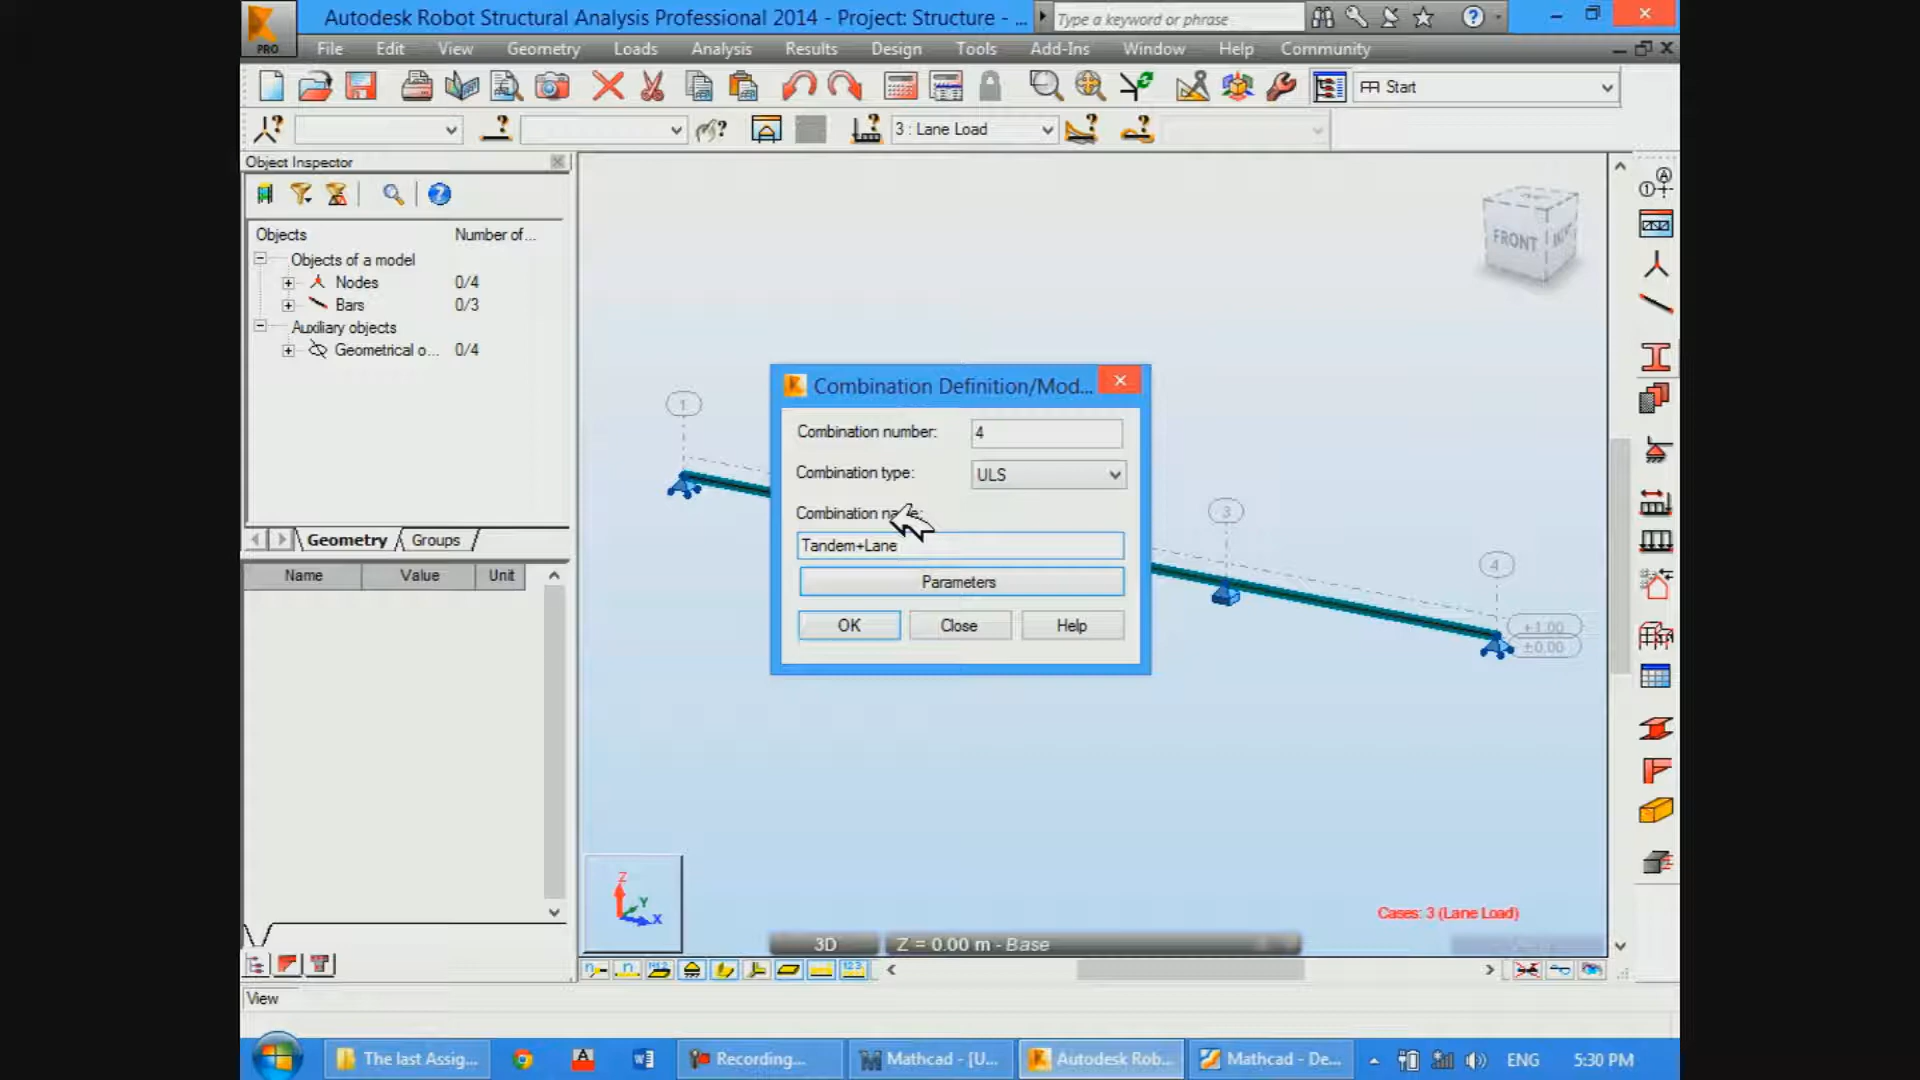 Autodesk Robot Structural Analysis Professional 2014 - Project: Structure - ...
Type a keyword or phrase
PRO
File Edit View Geometry Loads Analysis Results Design Tools Add-Ins Window Help Community
Start
3 : Lane Load
Object Inspector
Objects Number of...
Objects of a model
Nodes 0/4
Bars 0/3
Auxiliary objects
Geometrical o... 0/4
Geometry Groups
Name Value Unit
FRONT
1
3
4
+1.00
±0.00
Combination Definition/Mod...
Combination number: 4
Combination type: ULS
Combination name:
Tandem+Lane
Parameters
OK Close Help
Z
Y
X
Cases: 3 (Lane Load)
3D Z = 0.00 m - Base
View
The last Assig... Recording... Mathcad - [U... Autodesk Rob... Mathcad - De... ENG 5:30 PM